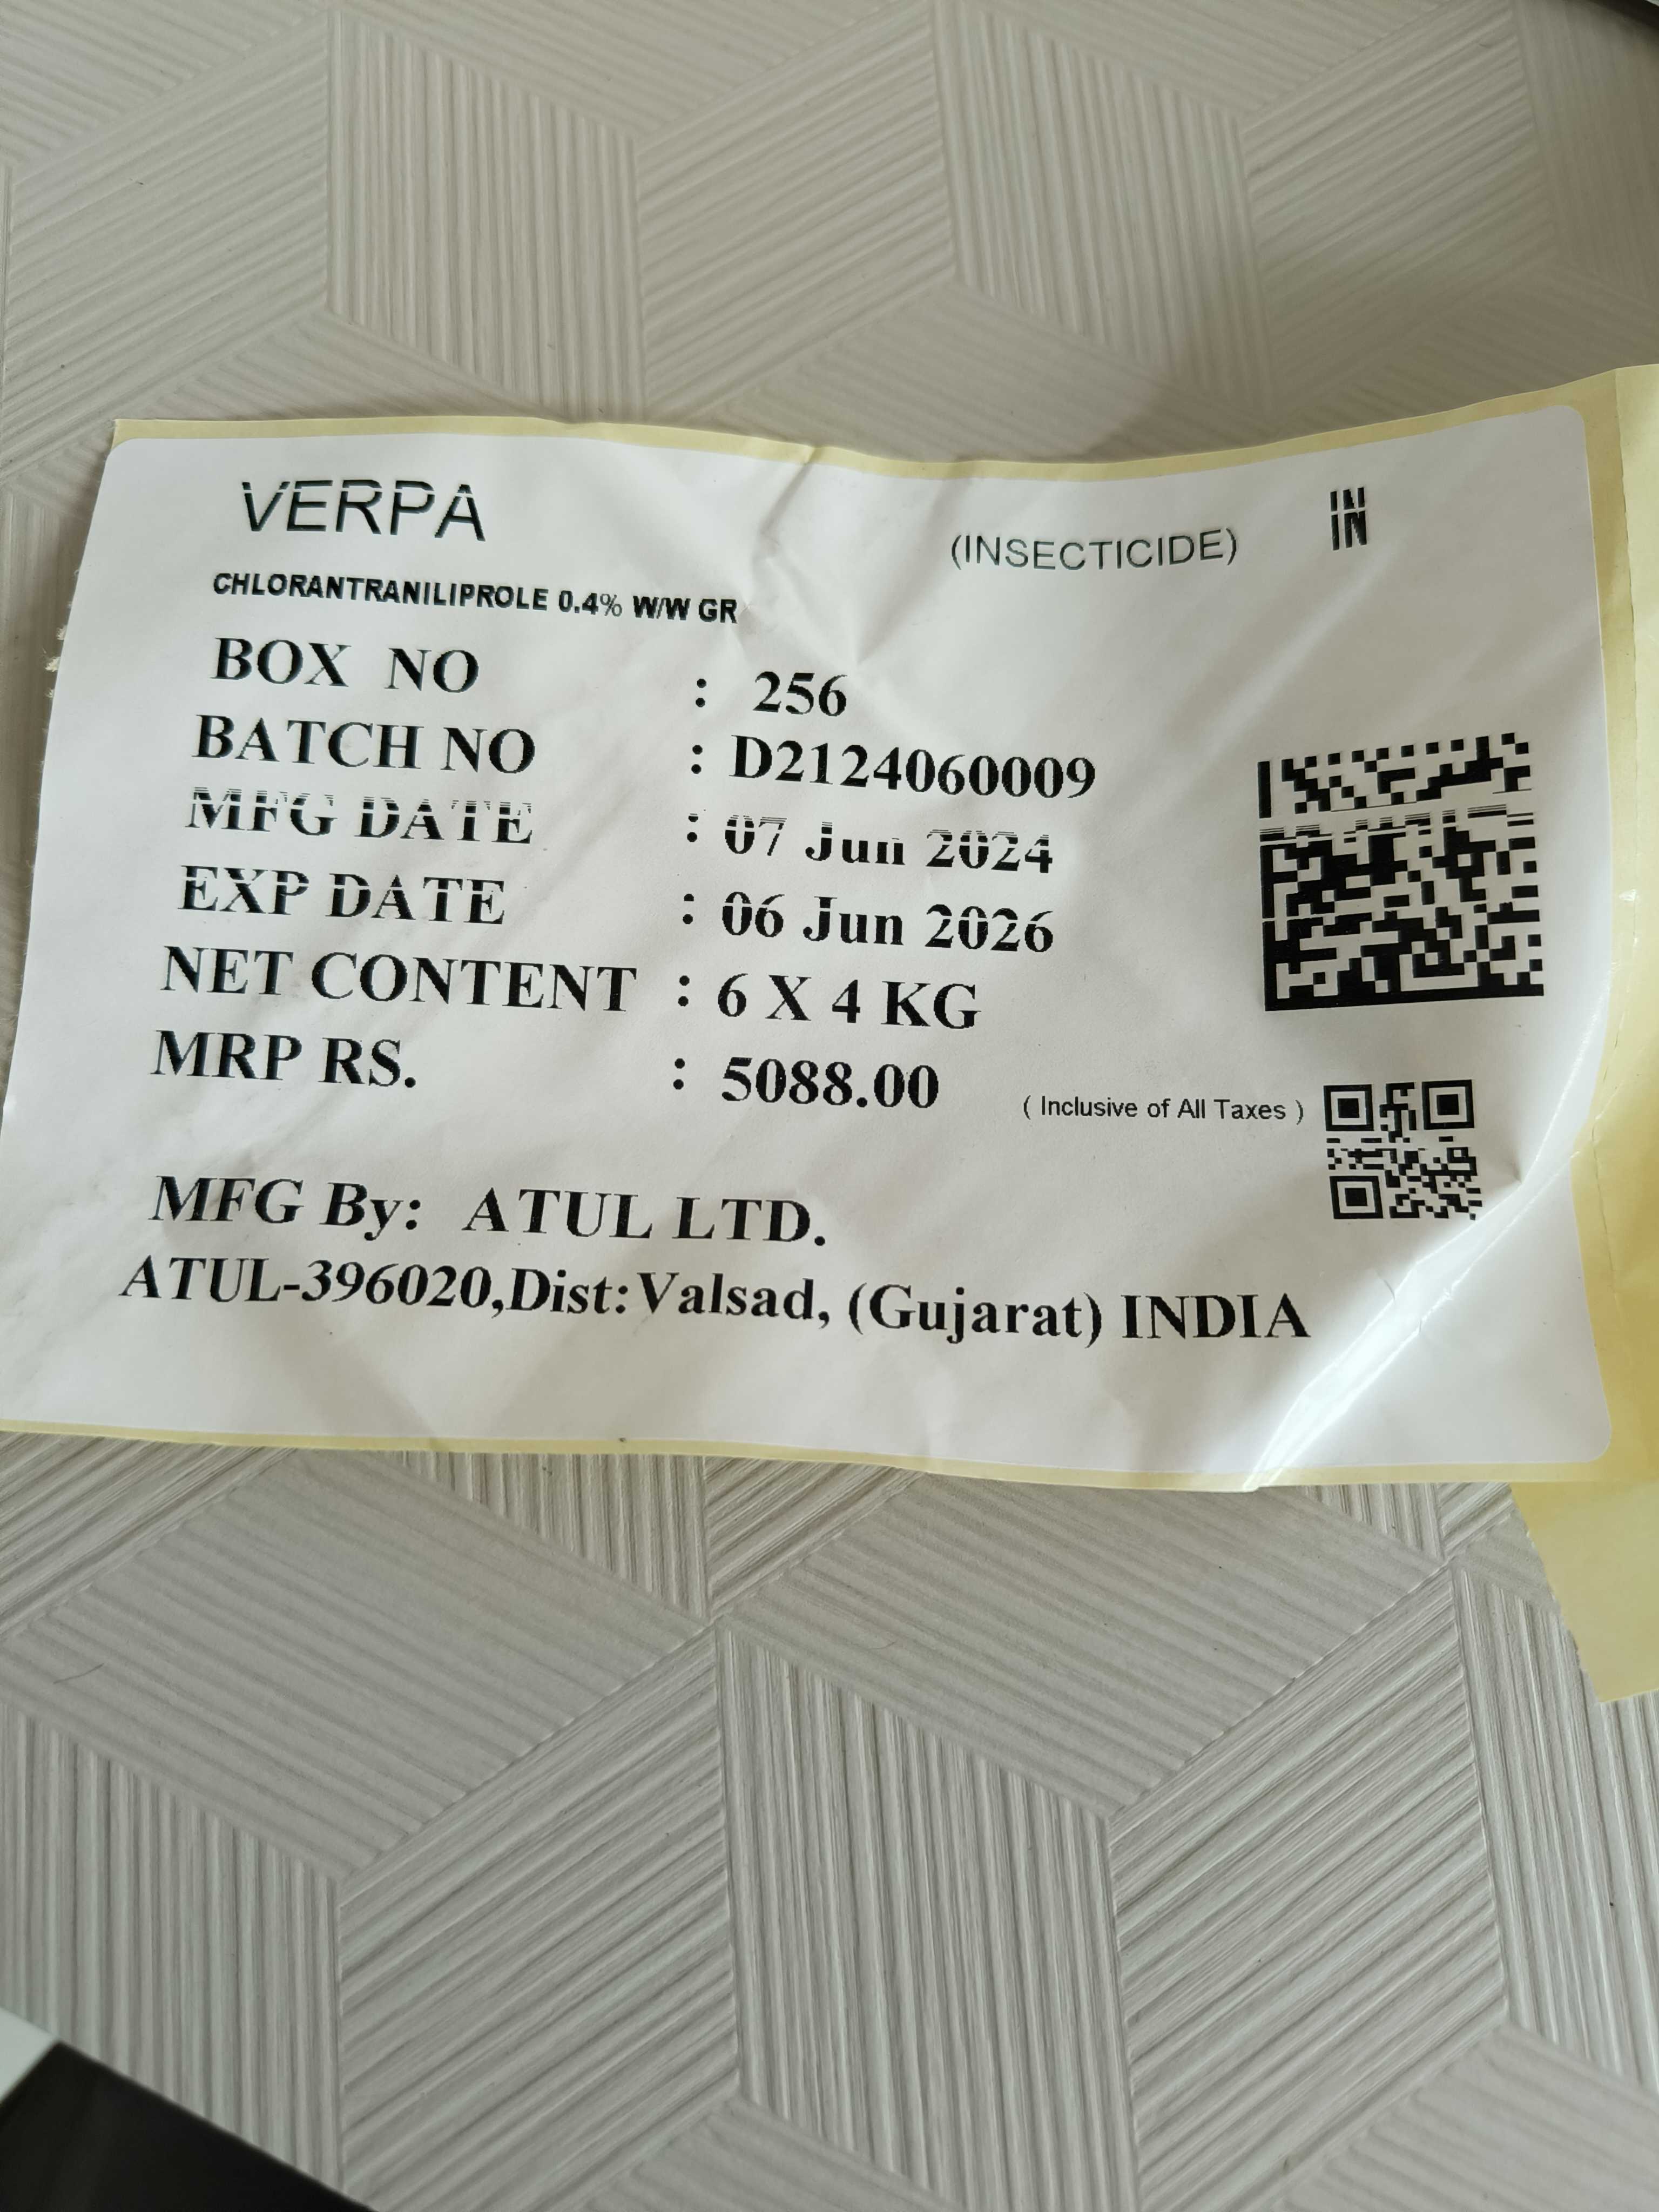 VERPA
(INSECTICIDE) IN
CHLORANTRANILIPROLE 0.4% W/W GR
BOX NO : 256
BATCH NO : D2124060009
MFG DATE : 07 Jun 2024
EXP DATE : 06 Jun 2026
NET CONTENT : 6 X 4 KG
MRP RS. : 5088.00 ( Inclusive of All Taxes )
MFG By: ATUL LTD.
ATUL-396020,Dist:Valsad, (Gujarat) INDIA